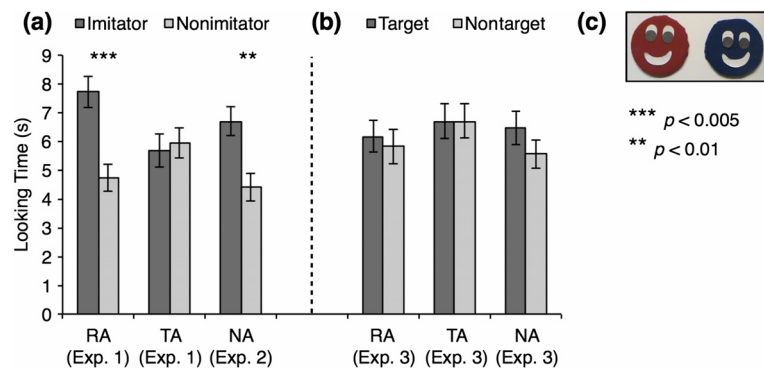 (a) Imitator Nonimitator (b) Target Nontarget (c)
9
8
7
6
5
4
3
2
1
0
Looking Time (s)
*** **
RA TA NA RA TA NA
(Exp. 1) (Exp. 1) (Exp. 2) (Exp. 3) (Exp. 3) (Exp. 3)
*** p < 0.005
** p < 0.01